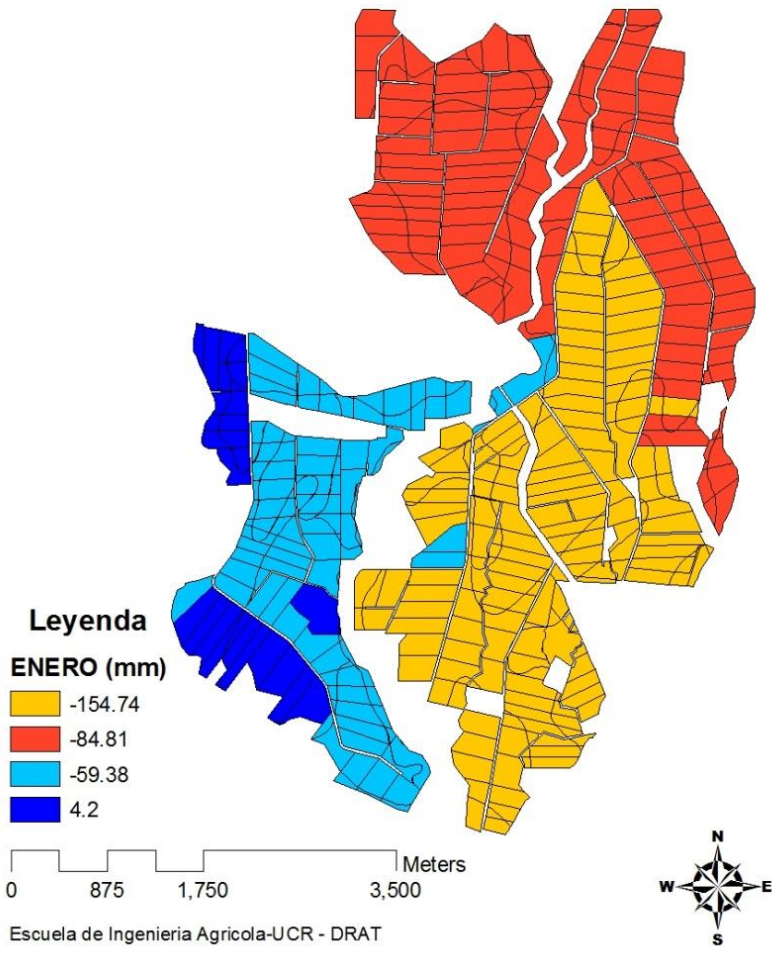 Leyenda
ENERO (mm)
-154.74
-84.81
-59.38
4.2
Meters
0 875 1,750 3,500
Escuela de Ingenieria Agricola-UCR - DRAT
N
W E
S